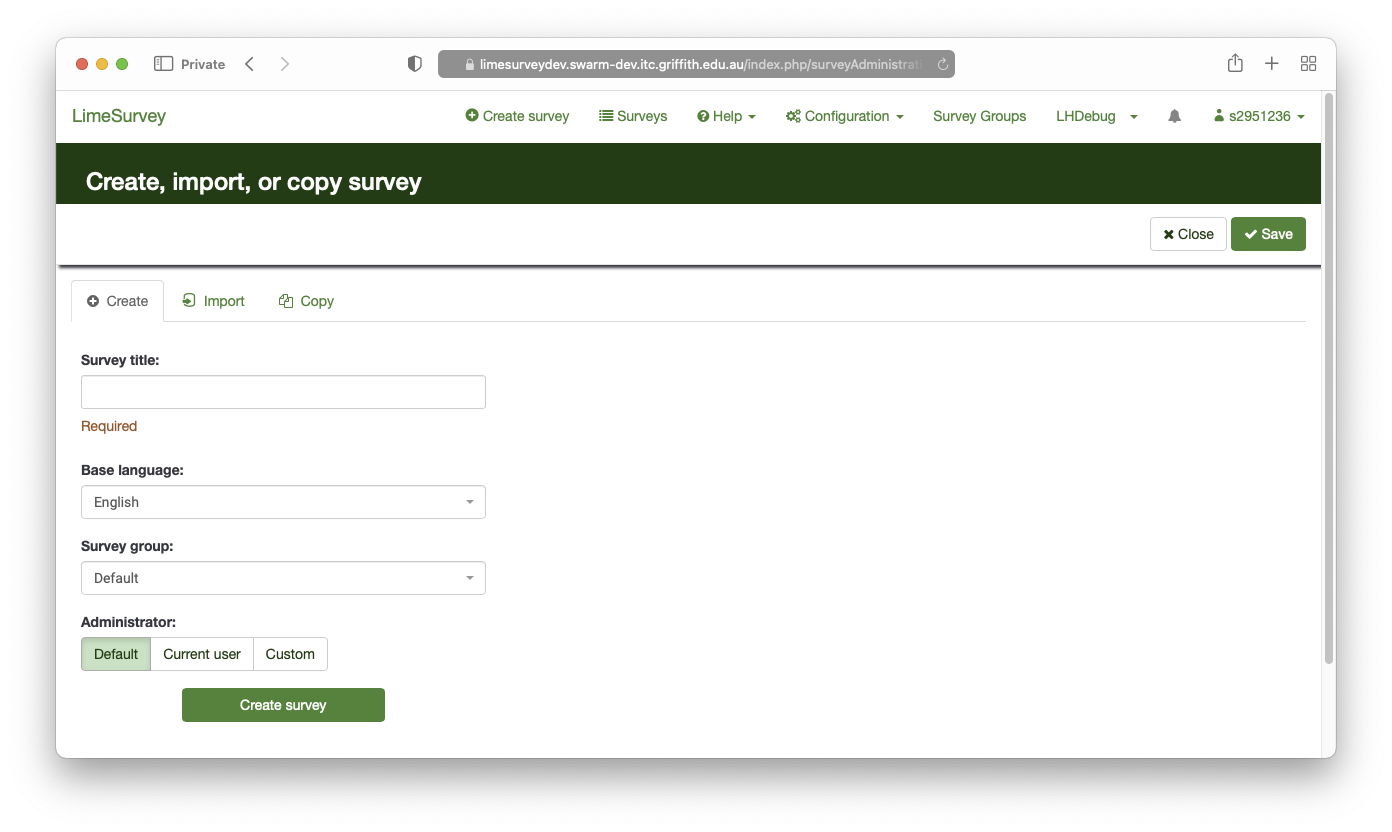 Private
limesurveydev.swarm-dev.itc.griffith.edu.au/index.php/surveyAdministrat
LimeSurvey Create survey Surveys Help Configuration Survey Groups LHDebug s2951236
Create, import, or copy survey
Close Save
Create Import Copy
Survey title:
Required
Base language:
English
Survey group:
Default
Administrator:
Default Current user Custom
Create survey